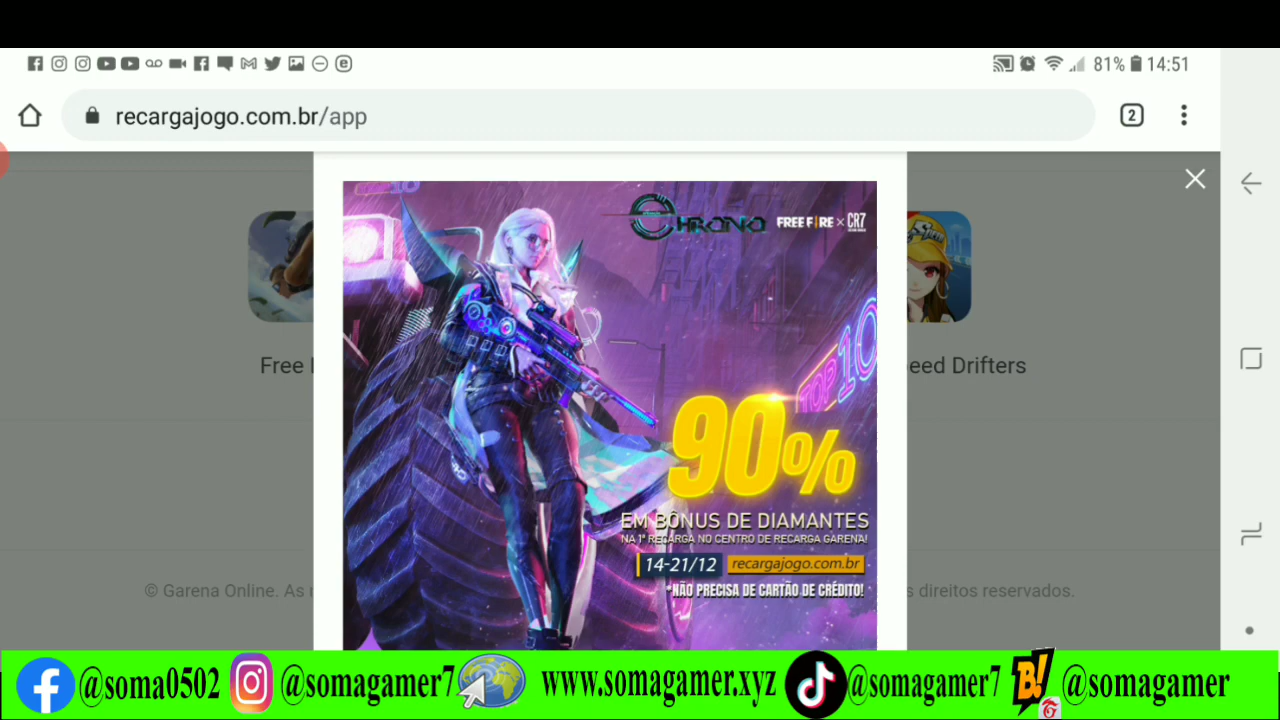 81% 14:51
recargajogo.com.br/app
2
CHRONO FREE FIRE × CR7
TOP 10
90%
EM BÔNUS DE DIAMANTES
NA 1ª RECARGA NO CENTRO DE RECARGA GARENA!
14-21/12 recargajogo.com.br
*NÃO PRECISA DE CARTÃO DE CRÉDITO!
Free
eed Drifters
© Garena Online. As
s direitos reservados.
@soma0502 @somagamer7 www.somagamer.xyz @somagamer7 B! @somagamer